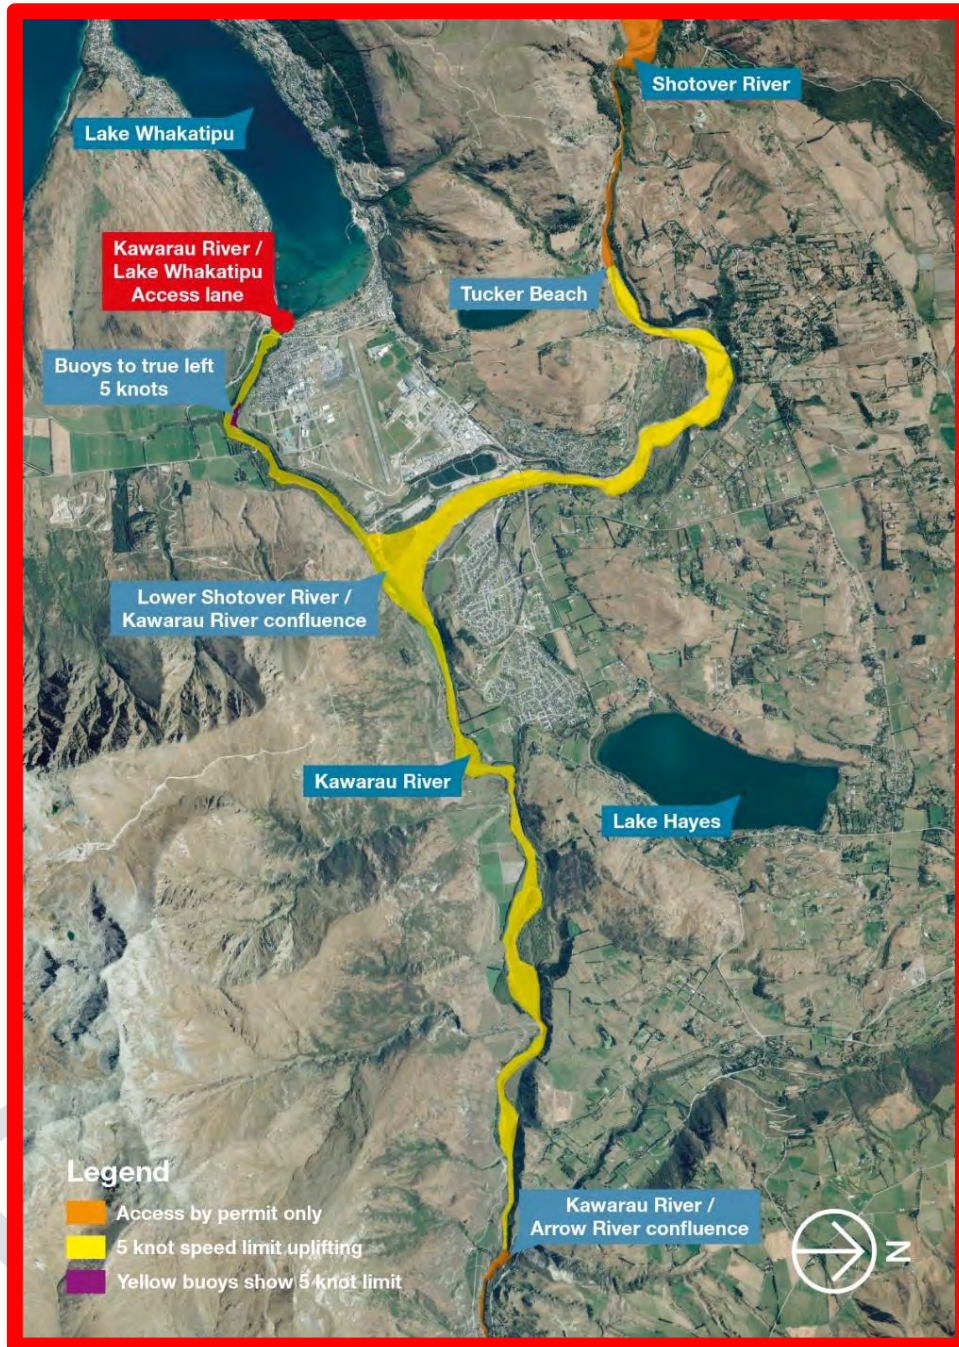 Shotover River
Lake Whakatipu
Kawarau River /
Lake Whakatipu
Access lane
Tucker Beach
Buoys to true left
5 knots
Lower Shotover River /
Kawarau River confluence
Kawarau River
Lake Hayes
Legend
Access by permit only
5 knot speed limit uplifting
Yellow buoys show 5 knot limit
Kawarau River /
Arrow River confluence
N